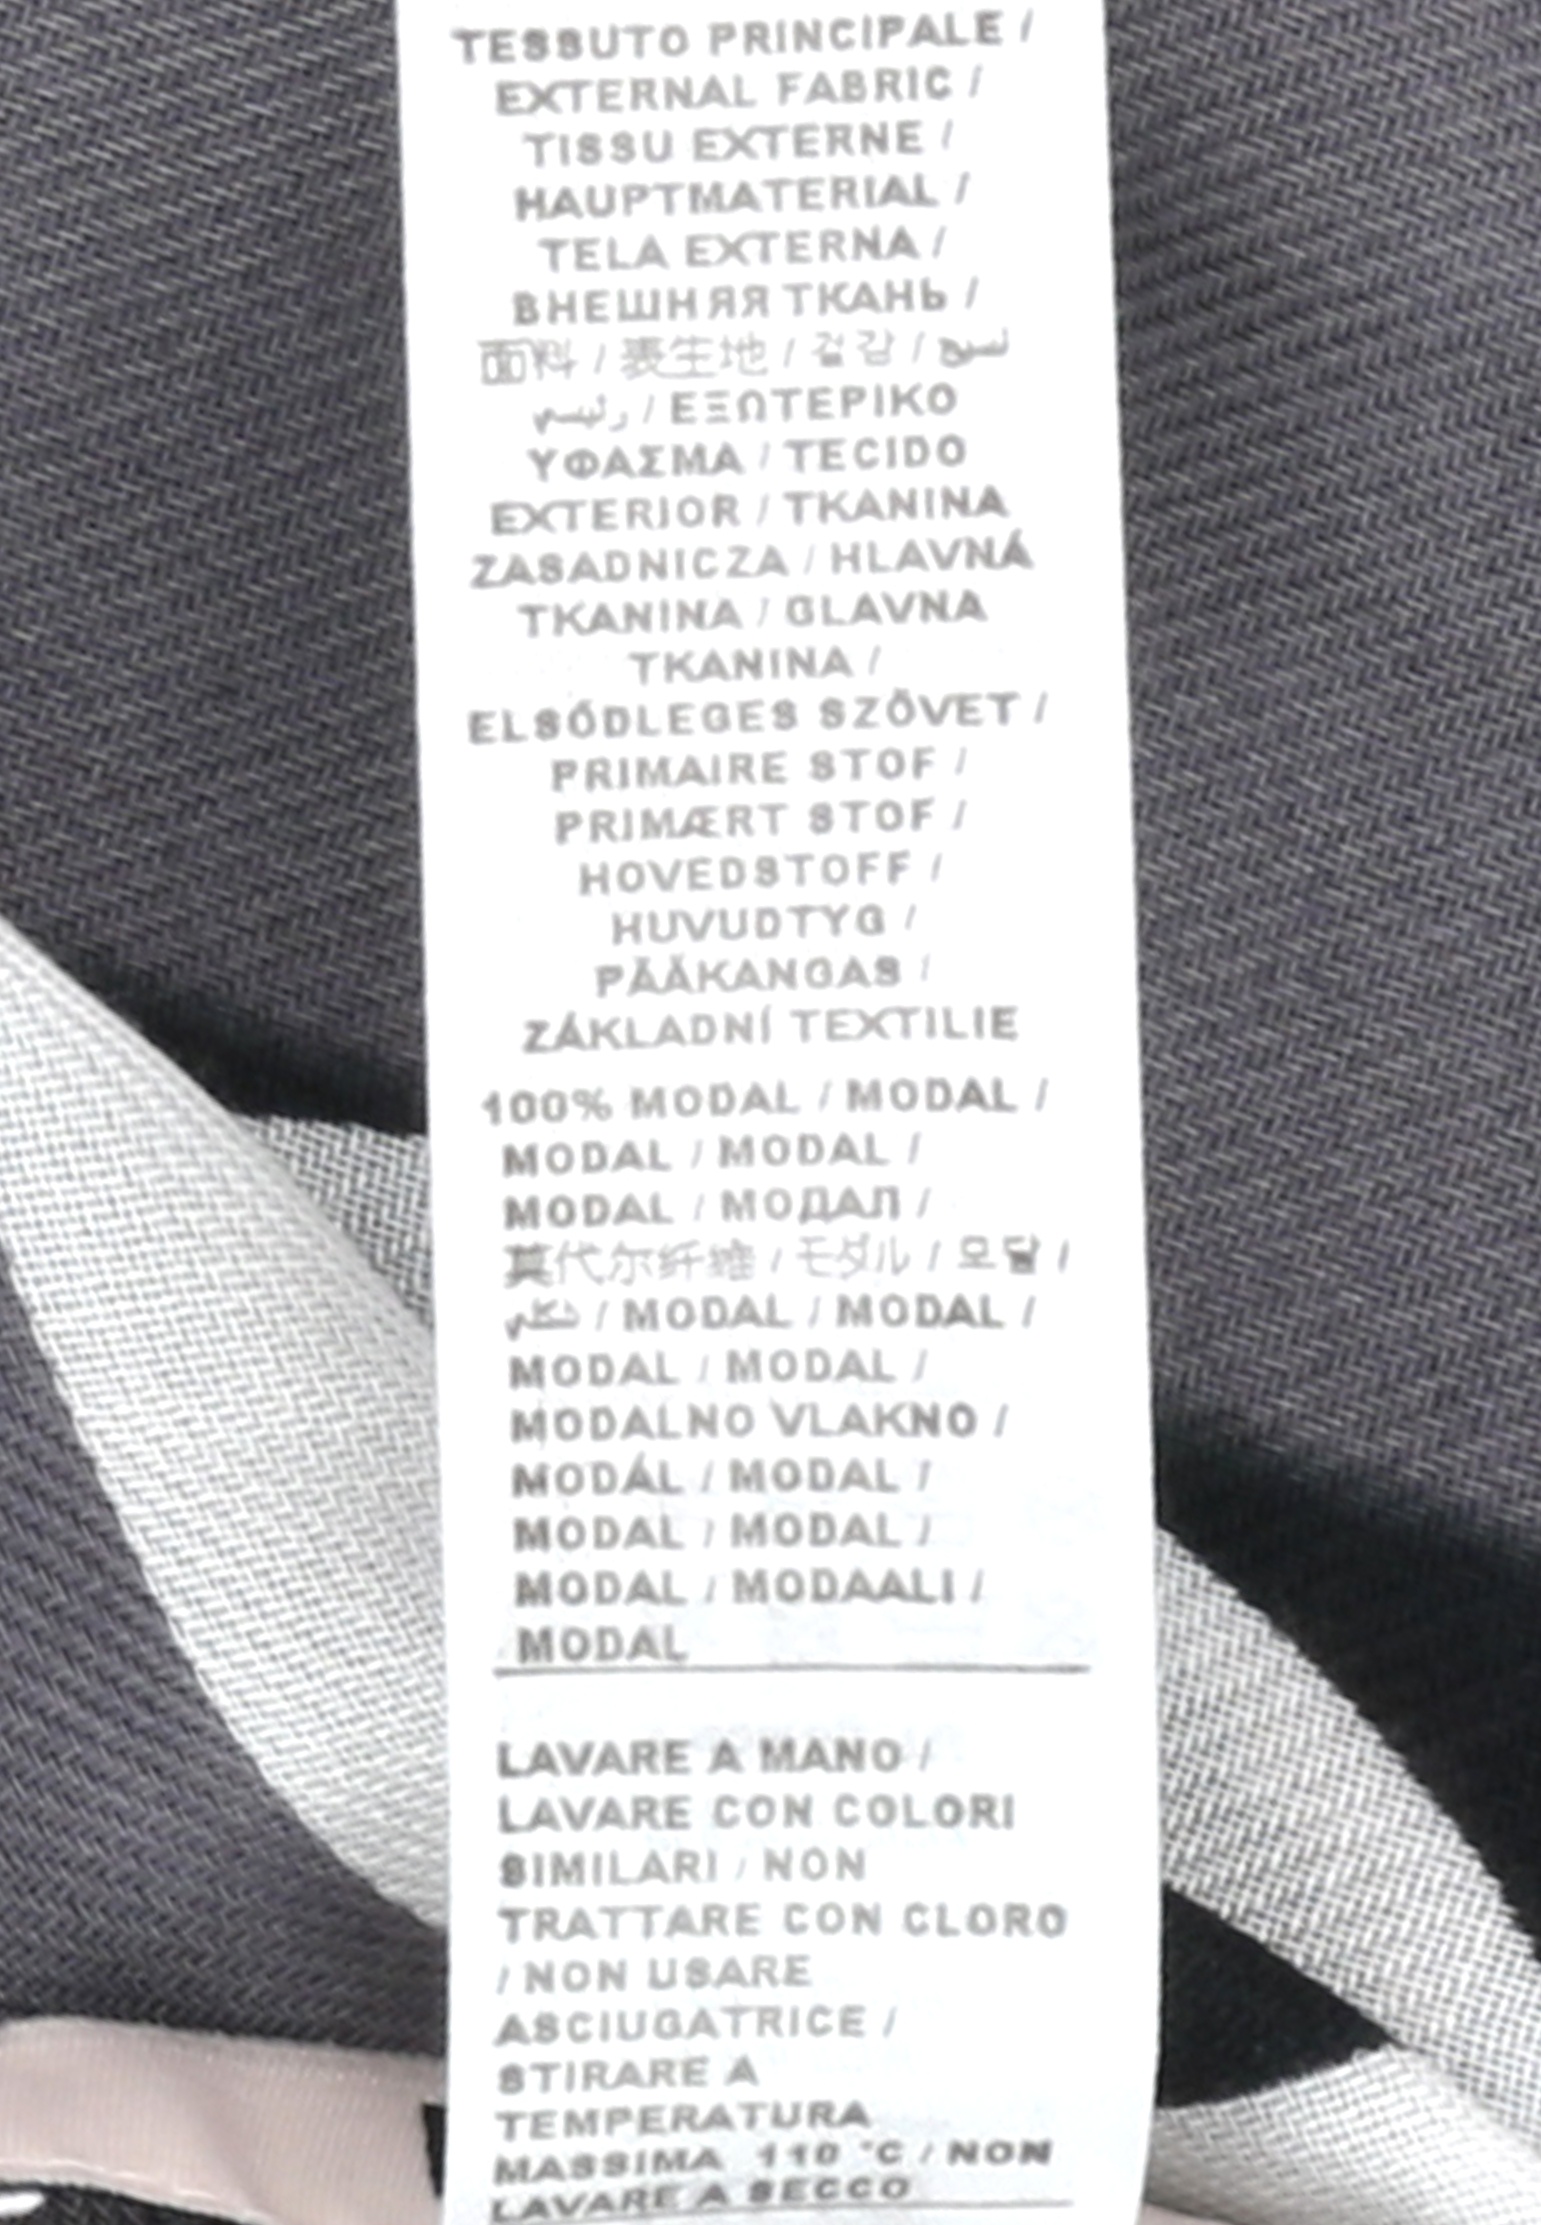 TESSUTO PRINCIPALE /
EXTERNAL FABRIC /
TISSU EXTERNE /
HAUPTMATERIAL /
TELA EXTERNA /
ВНЕШНЯЯ ТКАНЬ /
面料 / 表生地 / 겉감 / نسيج
رئيسي / ΕΞΩΤΕΡΙΚΟ
ΥΦΑΣΜΑ / TECIDO
EXTERIOR / TKANINA
ZASADNICZA / HLAVNÁ
TKANINA / GLAVNA
TKANINA /
ELSŐDLEGES SZÖVET /
PRIMAIRE STOF /
PRIMÆRT STOF /
HOVEDSTOFF /
HUVUDTYG /
PÄÄKANGAS /
ZÁKLADNÍ TEXTILIE
100% MODAL / MODAL /
MODAL / MODAL /
MODAL / МОДАЛ /
莫代尔纤维 / モダル / 모달 /
/ MODAL / MODAL /
MODAL / MODAL /
MODALNO VLAKNO /
MODÁL / MODAL /
MODAL / MODAL /
MODAL / MODAALI /
MODAL
LAVARE A MANO /
LAVARE CON COLORI
SIMILARI / NON
TRATTARE CON CLORO
/ NON USARE
ASCIUGATRICE /
STIRARE A
TEMPERATURA
MASSIMA 110 °C / NON
LAVARE A SECCO